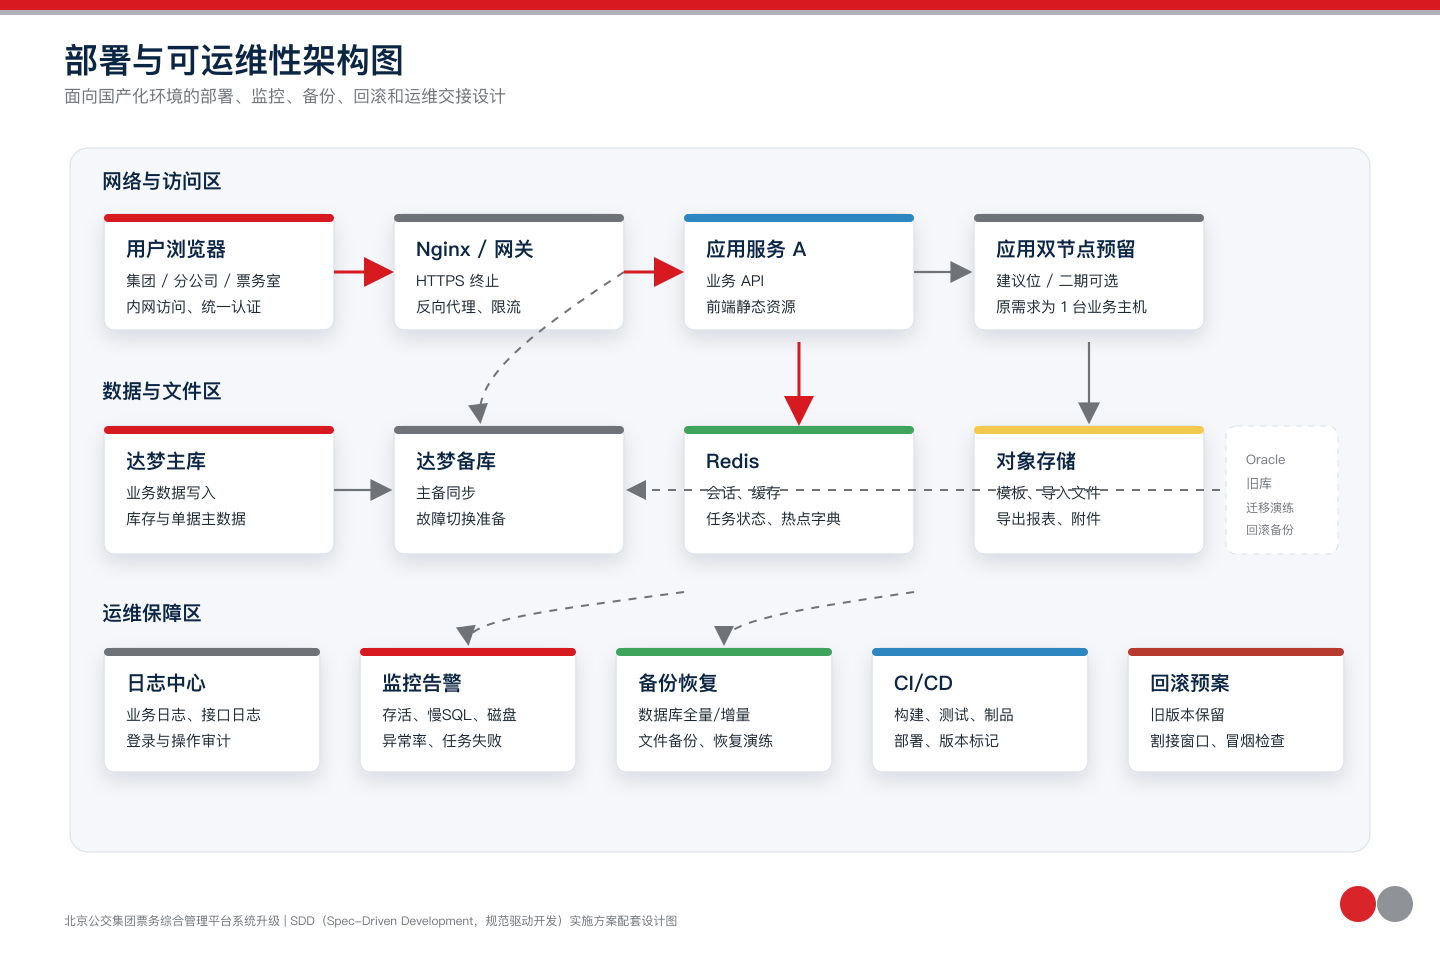 部署与可运维性架构图
面向国产化环境的部署、监控、备份、回滚和运维交接设计
网络与访问区
用户浏览器
集团 / 分公司 / 票务室
内网访问、统一认证
Nginx / 网关
HTTPS 终止
反向代理、限流
应用服务 A
业务 API
前端静态资源
应用双节点预留
建议位 / 二期可选
原需求为 1 台业务主机
数据与文件区
达梦主库
业务数据写入
库存与单据主数据
达梦备库
主备同步
故障切换准备
Redis
会话、缓存
任务状态、热点字典
对象存储
模板、导入文件
导出报表、附件
Oracle
旧库
迁移演练
回滚备份
运维保障区
日志中心
业务日志、接口日志
登录与操作审计
监控告警
存活、慢SQL、磁盘
异常率、任务失败
备份恢复
数据库全量/增量
文件备份、恢复演练
CI/CD
构建、测试、制品
部署、版本标记
回滚预案
旧版本保留
割接窗口、冒烟检查
北京公交集团票务综合管理平台系统升级 | SDD（Spec-Driven Development，规范驱动开发）实施方案配套设计图